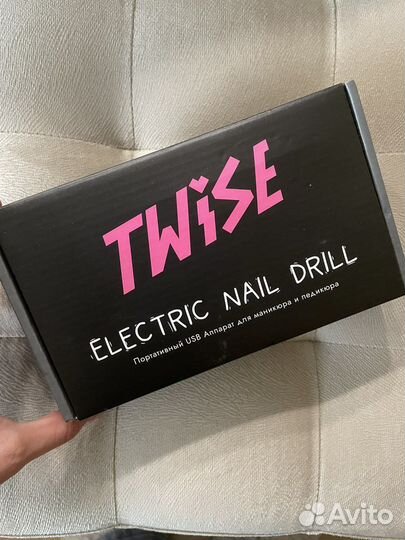 TWiSE
ELECTRIC NAIL DRILL
Портативный USB Аппарат для маникюра и педикюра
Avito